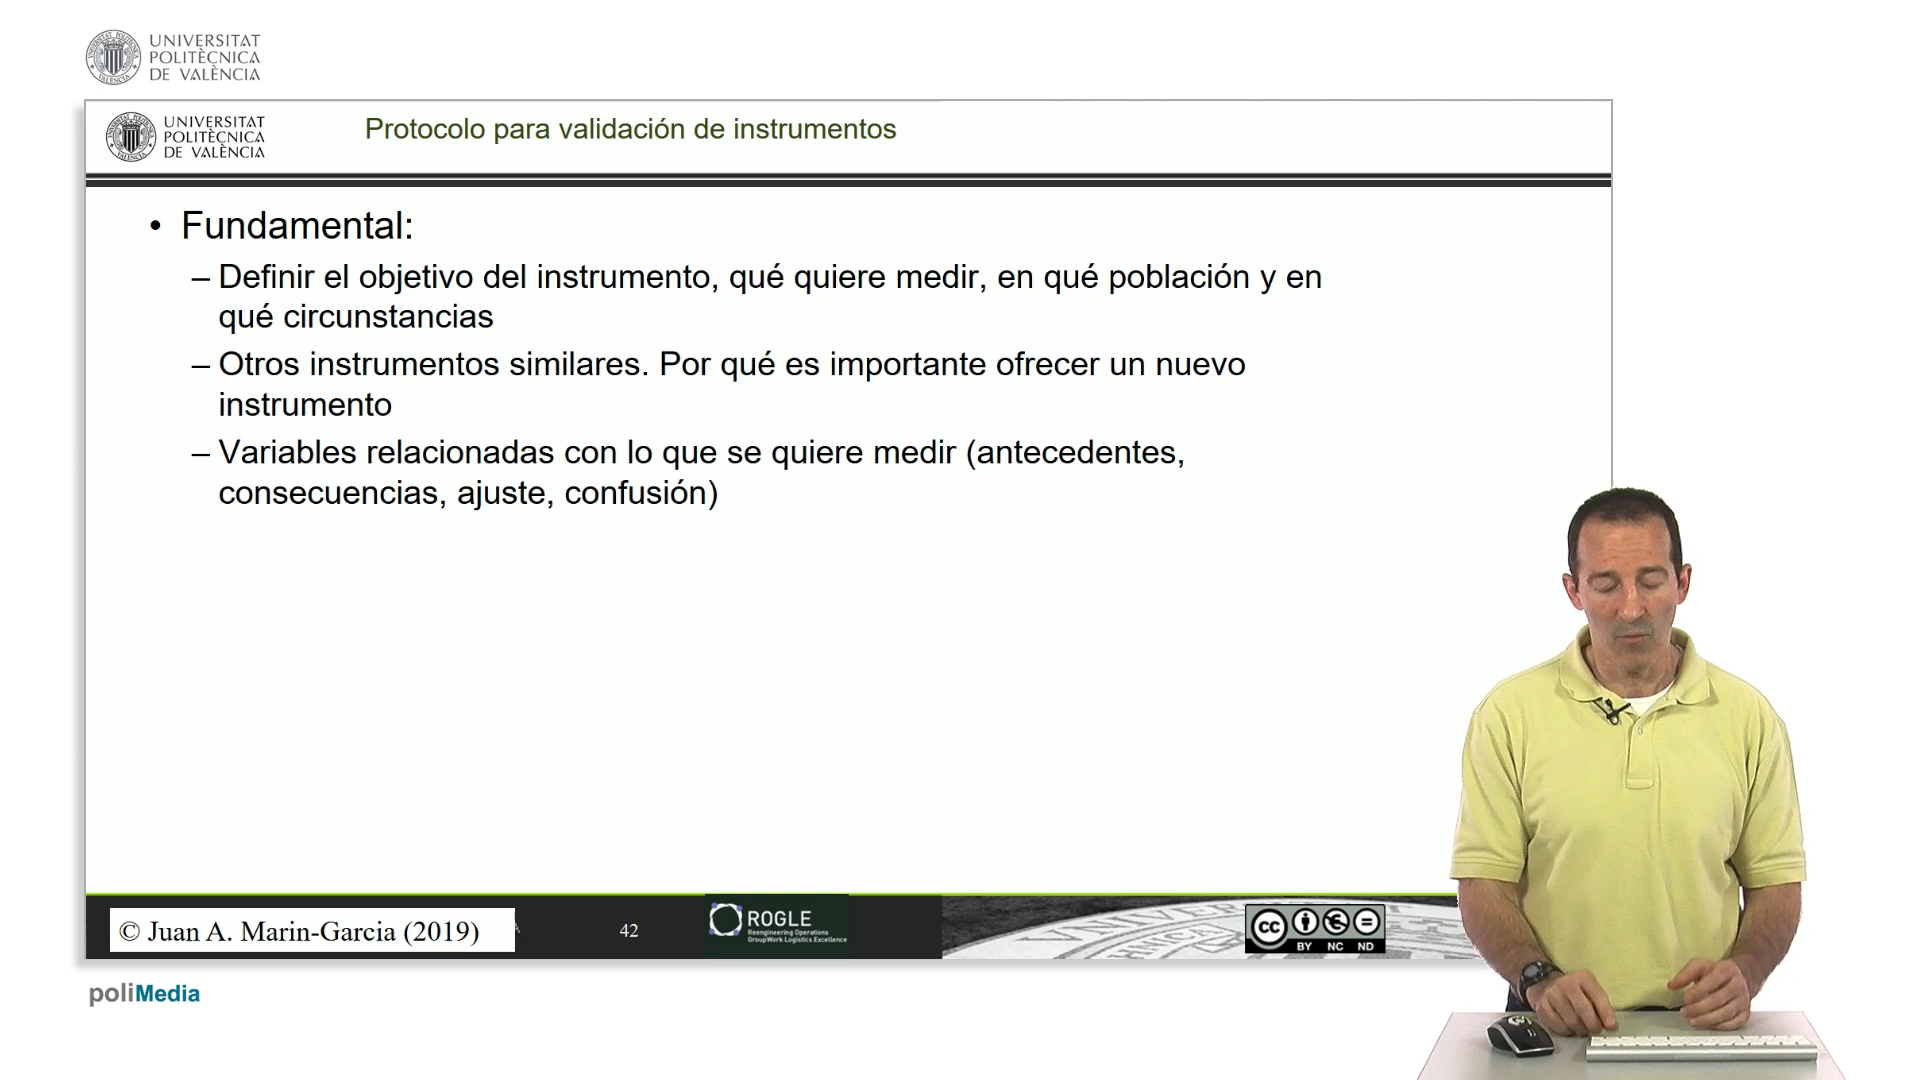 UNIVERSITAT
POLITÈCNICA
DE VALÈNCIA
UNIVERSITAT
POLITÈCNICA
DE VALÈNCIA
Protocolo para validación de instrumentos
• Fundamental:
– Definir el objetivo del instrumento, qué quiere medir, en qué población y en
qué circunstancias
– Otros instrumentos similares. Por qué es importante ofrecer un nuevo
instrumento
– Variables relacionadas con lo que se quiere medir (antecedentes,
consecuencias, ajuste, confusión)
© Juan A. Marin-Garcia (2019)
42
ROGLE
Reengineering Operations
GroupWork Logistics Excellence
cc
BY NC ND
poliMedia